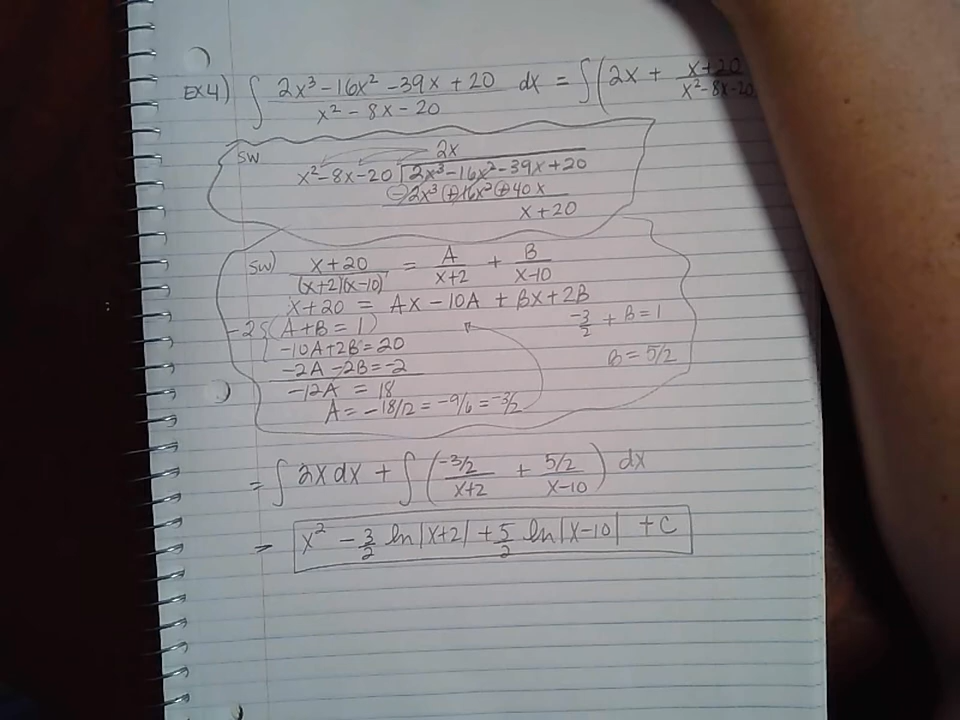 EX4) ∫ (2x³ - 16x² - 39x + 20)/(x² - 8x - 20) dx = ∫(2x + (x+20)/(x² - 8x - 20)
SW
2x
x² - 8x - 20 | 2x³ - 16x² - 39x + 20
⊖2x³ ⊕16x² ⊕40x
x + 20
SW) (x+20)/((x+2)(x-10)) = A/(x+2) + B/(x-10)
x + 20 = Ax - 10A + Bx + 2B
-2{(A+B = 1) -3/2 + B = 1
-10A + 2B = 20
-2A - 2B = -2 B = 5/2
-12A = 18
A = -18/12 = -9/6 = -3/2
= ∫ 2x dx + ∫ ((-3/2)/(x+2) + (5/2)/(x-10)) dx
= x² - 3/2 ln|x+2| + 5/2 ln|x-10| + C